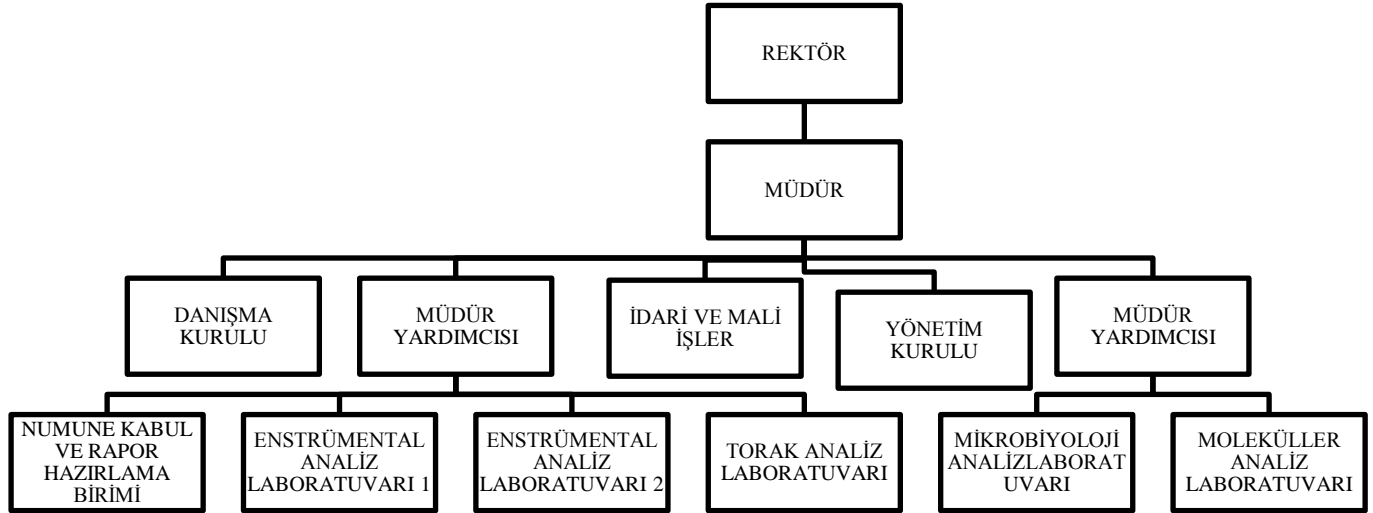 REKTÖR
MÜDÜR
DANIŞMA
KURULU
MÜDÜR
YARDIMCISI
İDARİ VE MALİ
İŞLER
YÖNETİM
KURULU
MÜDÜR
YARDIMCISI
NUMUNE KABUL
VE RAPOR
HAZIRLAMA
BİRİMİ
ENSTRÜMENTAL
ANALİZ
LABORATUVARI 1
ENSTRÜMENTAL
ANALİZ
LABORATUVARI 2
TORAK ANALİZ
LABORATUVARI
MİKROBİYOLOJİ
ANALİZLABORAT
UVARI
MOLEKÜLLER
ANALİZ
LABORATUVARI